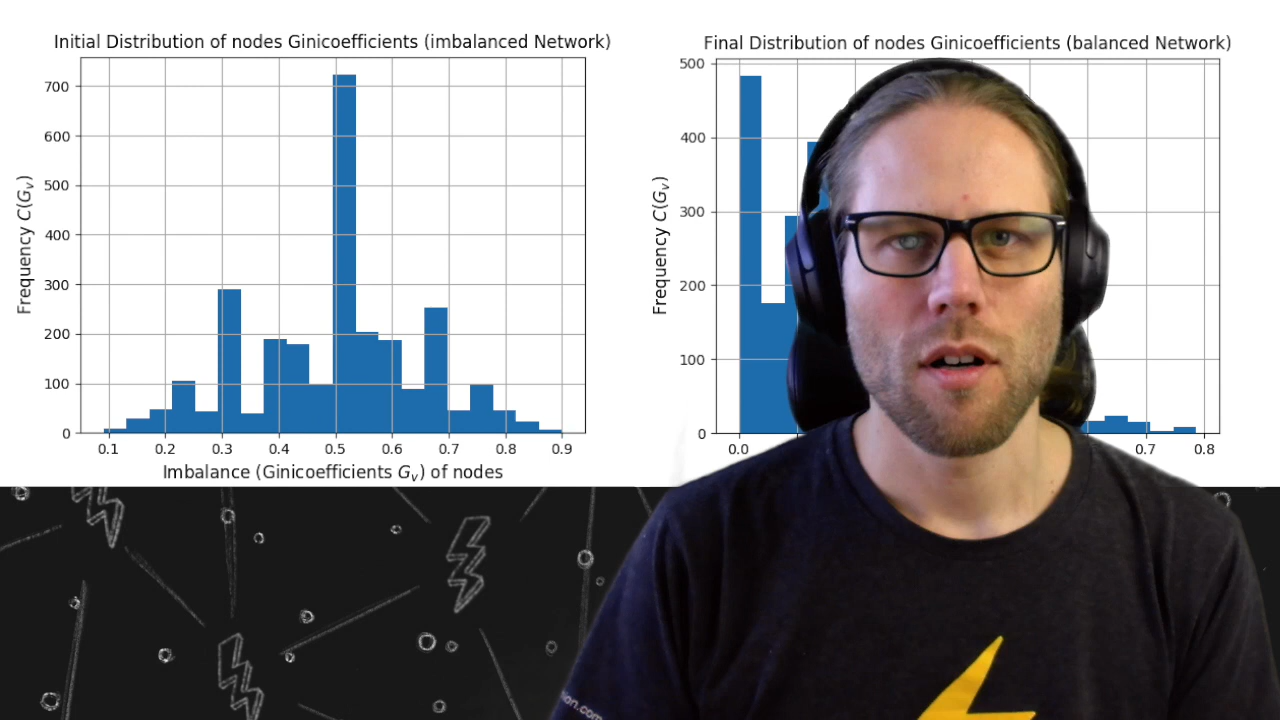 Initial Distribution of nodes Ginicoefficients (imbalanced Network)
700
600
500
400
300
200
100
0
Frequency C(Gᵥ)
0.1 0.2 0.3 0.4 0.5 0.6 0.7 0.8 0.9
Imbalance (Ginicoefficients Gᵥ) of nodes
Final Distribution of nodes Ginicoefficients (balanced Network)
500
400
300
200
100
0
Frequency C(Gᵥ)
0.0 0.7 0.8